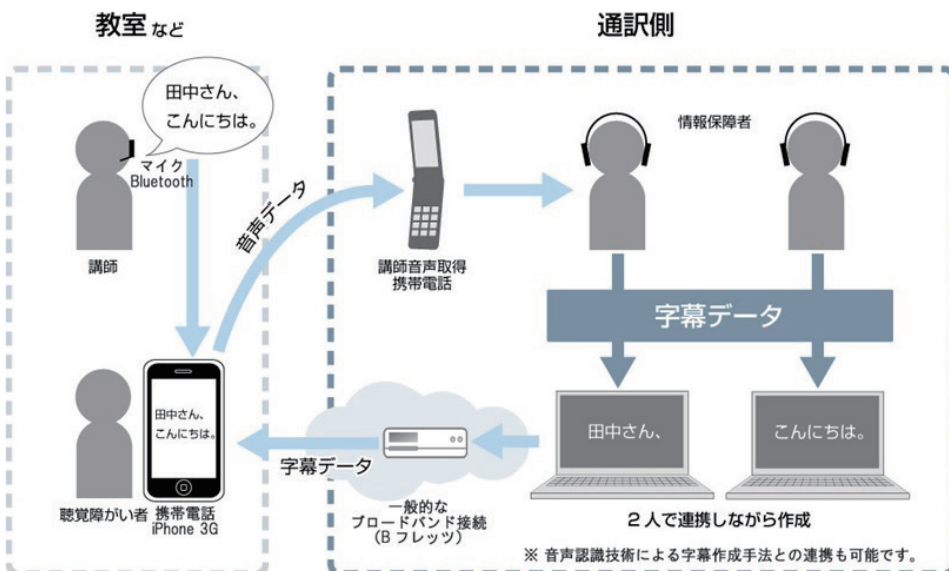 教室 など
通訳側
田中さん、
こんにちは。
マイク
Bluetooth
講師
音声データ
講師音声取得
携帯電話
情報保障者
字幕データ
田中さん、
こんにちは。
聴覚障がい者
携帯電話
iPhone 3G
字幕データ
一般的な
ブロードバンド接続
(B フレッツ)
田中さん、
こんにちは。
2人で連携しながら作成
※ 音声認識技術による字幕作成手法との連携も可能です。